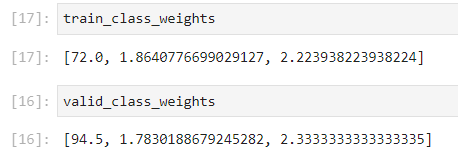 [17]: train_class_weights
[17]: [72.0, 1.8640776699029127, 2.223938223938224]
[16]: valid_class_weights
[16]: [94.5, 1.7830188679245282, 2.3333333333333335]